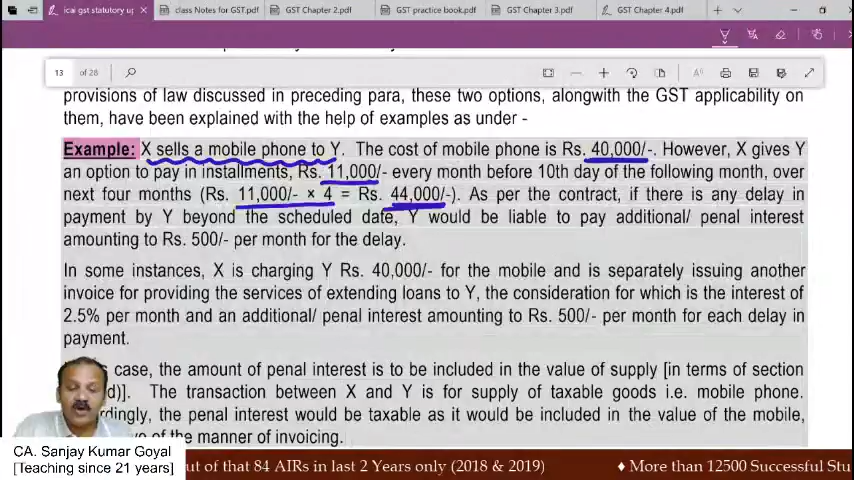 icai gst statutory up
class Notes for GST.pdf
GST Chapter 2.pdf
GST practice book.pdf
GST Chapter 3.pdf
GST Chapter 4.pdf
13 of 28
provisions of law discussed in preceding para, these two options, alongwith the GST applicability on
them, have been explained with the help of examples as under -
Example: X sells a mobile phone to Y. The cost of mobile phone is Rs. 40,000/-. However, X gives Y
an option to pay in installments, Rs. 11,000/- every month before 10th day of the following month, over
next four months (Rs. 11,000/- × 4 = Rs. 44,000/-). As per the contract, if there is any delay in
payment by Y beyond the scheduled date, Y would be liable to pay additional/ penal interest
amounting to Rs. 500/- per month for the delay.
In some instances, X is charging Y Rs. 40,000/- for the mobile and is separately issuing another
invoice for providing the services of extending loans to Y, the consideration for which is the interest of
2.5% per month and an additional/ penal interest amounting to Rs. 500/- per month for each delay in
payment.
case, the amount of penal interest is to be included in the value of supply [in terms of section
d)]. The transaction between X and Y is for supply of taxable goods i.e. mobile phone.
rdingly, the penal interest would be taxable as it would be included in the value of the mobile,
of the manner of invoicing.
CA. Sanjay Kumar Goyal
[Teaching since 21 years]
ut of that 84 AIRs in last 2 Years only (2018 & 2019) ♦ More than 12500 Successful Stu